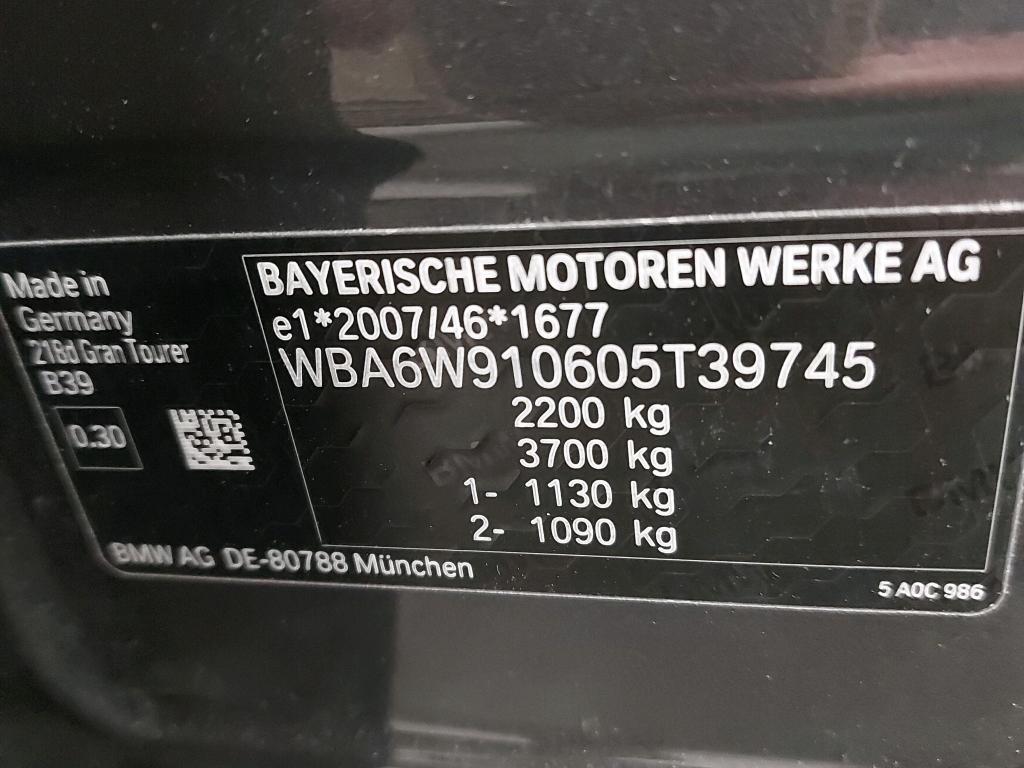 Made in
Germany
218d Gran Tourer
B39
0.30
BAYERISCHE MOTOREN WERKE AG
e1*2007/46*1677
WBA6W910605T39745
2200 kg
3700 kg
1- 1130 kg
2- 1090 kg
BMW AG DE-80788 München
5 A0C 986